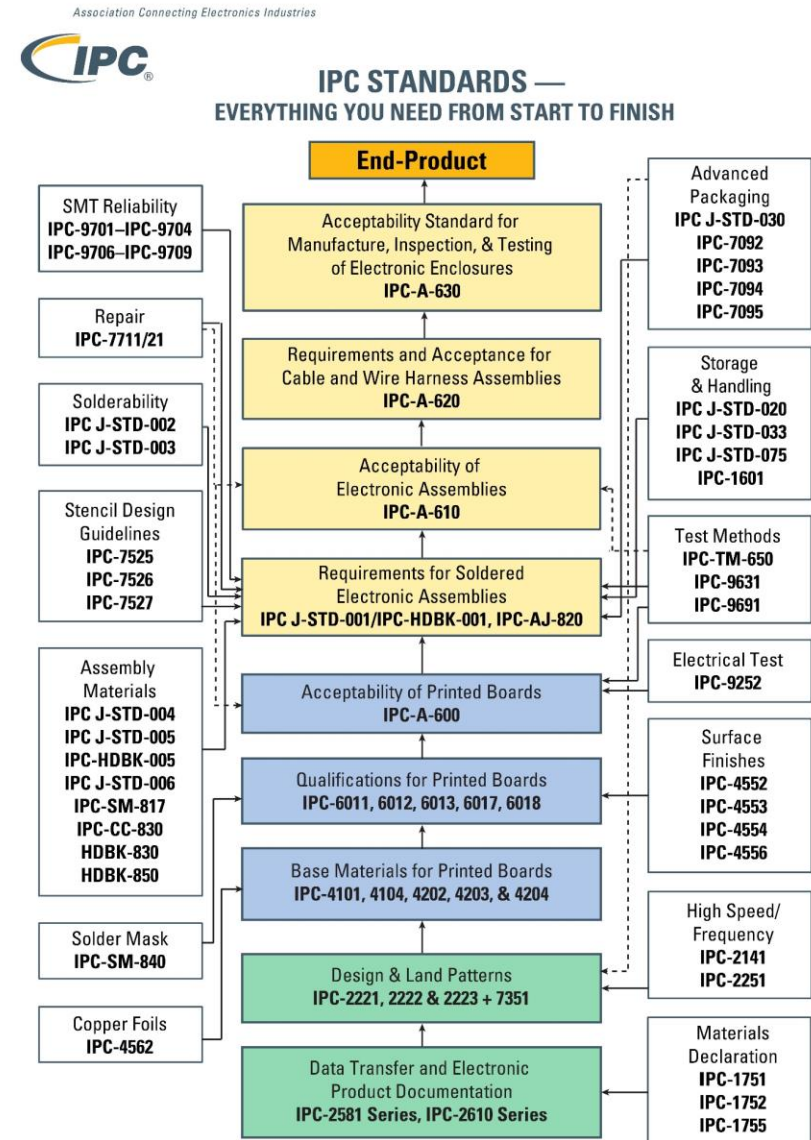 Association Connecting Electronics Industries
IPC®
IPC STANDARDS —
EVERYTHING YOU NEED FROM START TO FINISH
End-Product
Acceptability Standard for
Manufacture, Inspection, & Testing
of Electronic Enclosures
IPC-A-630
Requirements and Acceptance for
Cable and Wire Harness Assemblies
IPC-A-620
Acceptability of
Electronic Assemblies
IPC-A-610
Requirements for Soldered
Electronic Assemblies
IPC J-STD-001/IPC-HDBK-001, IPC-AJ-820
Acceptability of Printed Boards
IPC-A-600
Qualifications for Printed Boards
IPC-6011, 6012, 6013, 6017, 6018
Base Materials for Printed Boards
IPC-4101, 4104, 4202, 4203, & 4204
Design & Land Patterns
IPC-2221, 2222 & 2223 + 7351
Data Transfer and Electronic
Product Documentation
IPC-2581 Series, IPC-2610 Series
SMT Reliability
IPC-9701–IPC-9704
IPC-9706–IPC-9709
Repair
IPC-7711/21
Solderability
IPC J-STD-002
IPC J-STD-003
Stencil Design
Guidelines
IPC-7525
IPC-7526
IPC-7527
Assembly
Materials
IPC J-STD-004
IPC J-STD-005
IPC-HDBK-005
IPC J-STD-006
IPC-SM-817
IPC-CC-830
HDBK-830
HDBK-850
Solder Mask
IPC-SM-840
Copper Foils
IPC-4562
Advanced
Packaging
IPC J-STD-030
IPC-7092
IPC-7093
IPC-7094
IPC-7095
Storage
& Handling
IPC J-STD-020
IPC J-STD-033
IPC J-STD-075
IPC-1601
Test Methods
IPC-TM-650
IPC-9631
IPC-9691
Electrical Test
IPC-9252
Surface
Finishes
IPC-4552
IPC-4553
IPC-4554
IPC-4556
High Speed/
Frequency
IPC-2141
IPC-2251
Materials
Declaration
IPC-1751
IPC-1752
IPC-1755